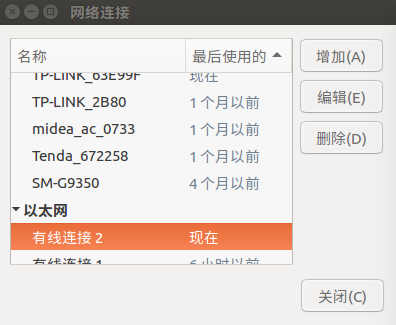 网络连接
名称 最后使用的 增加(A)
TP-LINK_63E99F 现在
TP-LINK_2B80 1 个月以前 编辑(E)
midea_ac_0733 1 个月以前 删除(D)
Tenda_672258 1 个月以前
SM-G9350 4 个月以前
以太网
有线连接 2 现在
有线连接 1 6 小时以前
关闭(C)